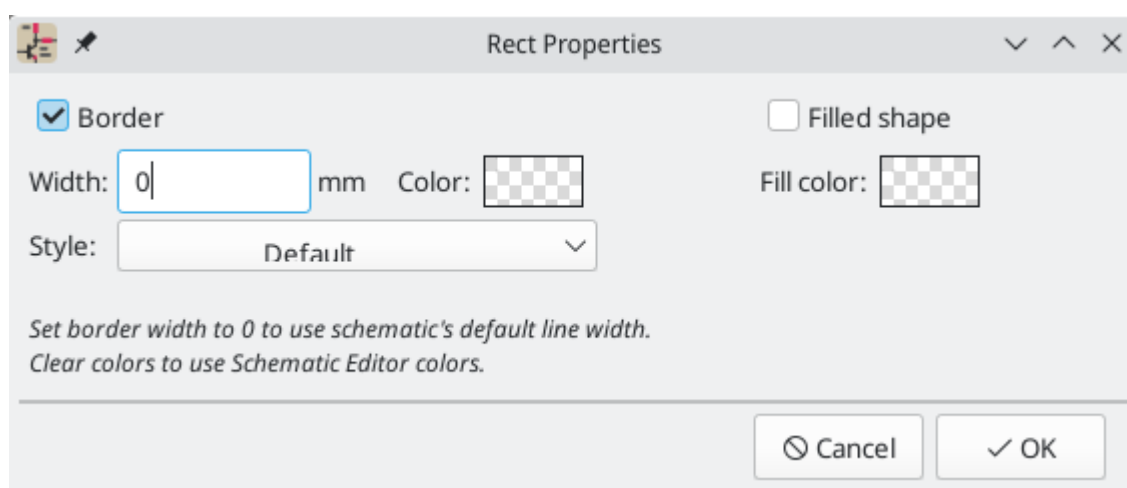 Rect Properties
Border
Filled shape
Width: 0 mm Color:
Fill color:
Style: Default
Set border width to 0 to use schematic's default line width.
Clear colors to use Schematic Editor colors.
Cancel
OK